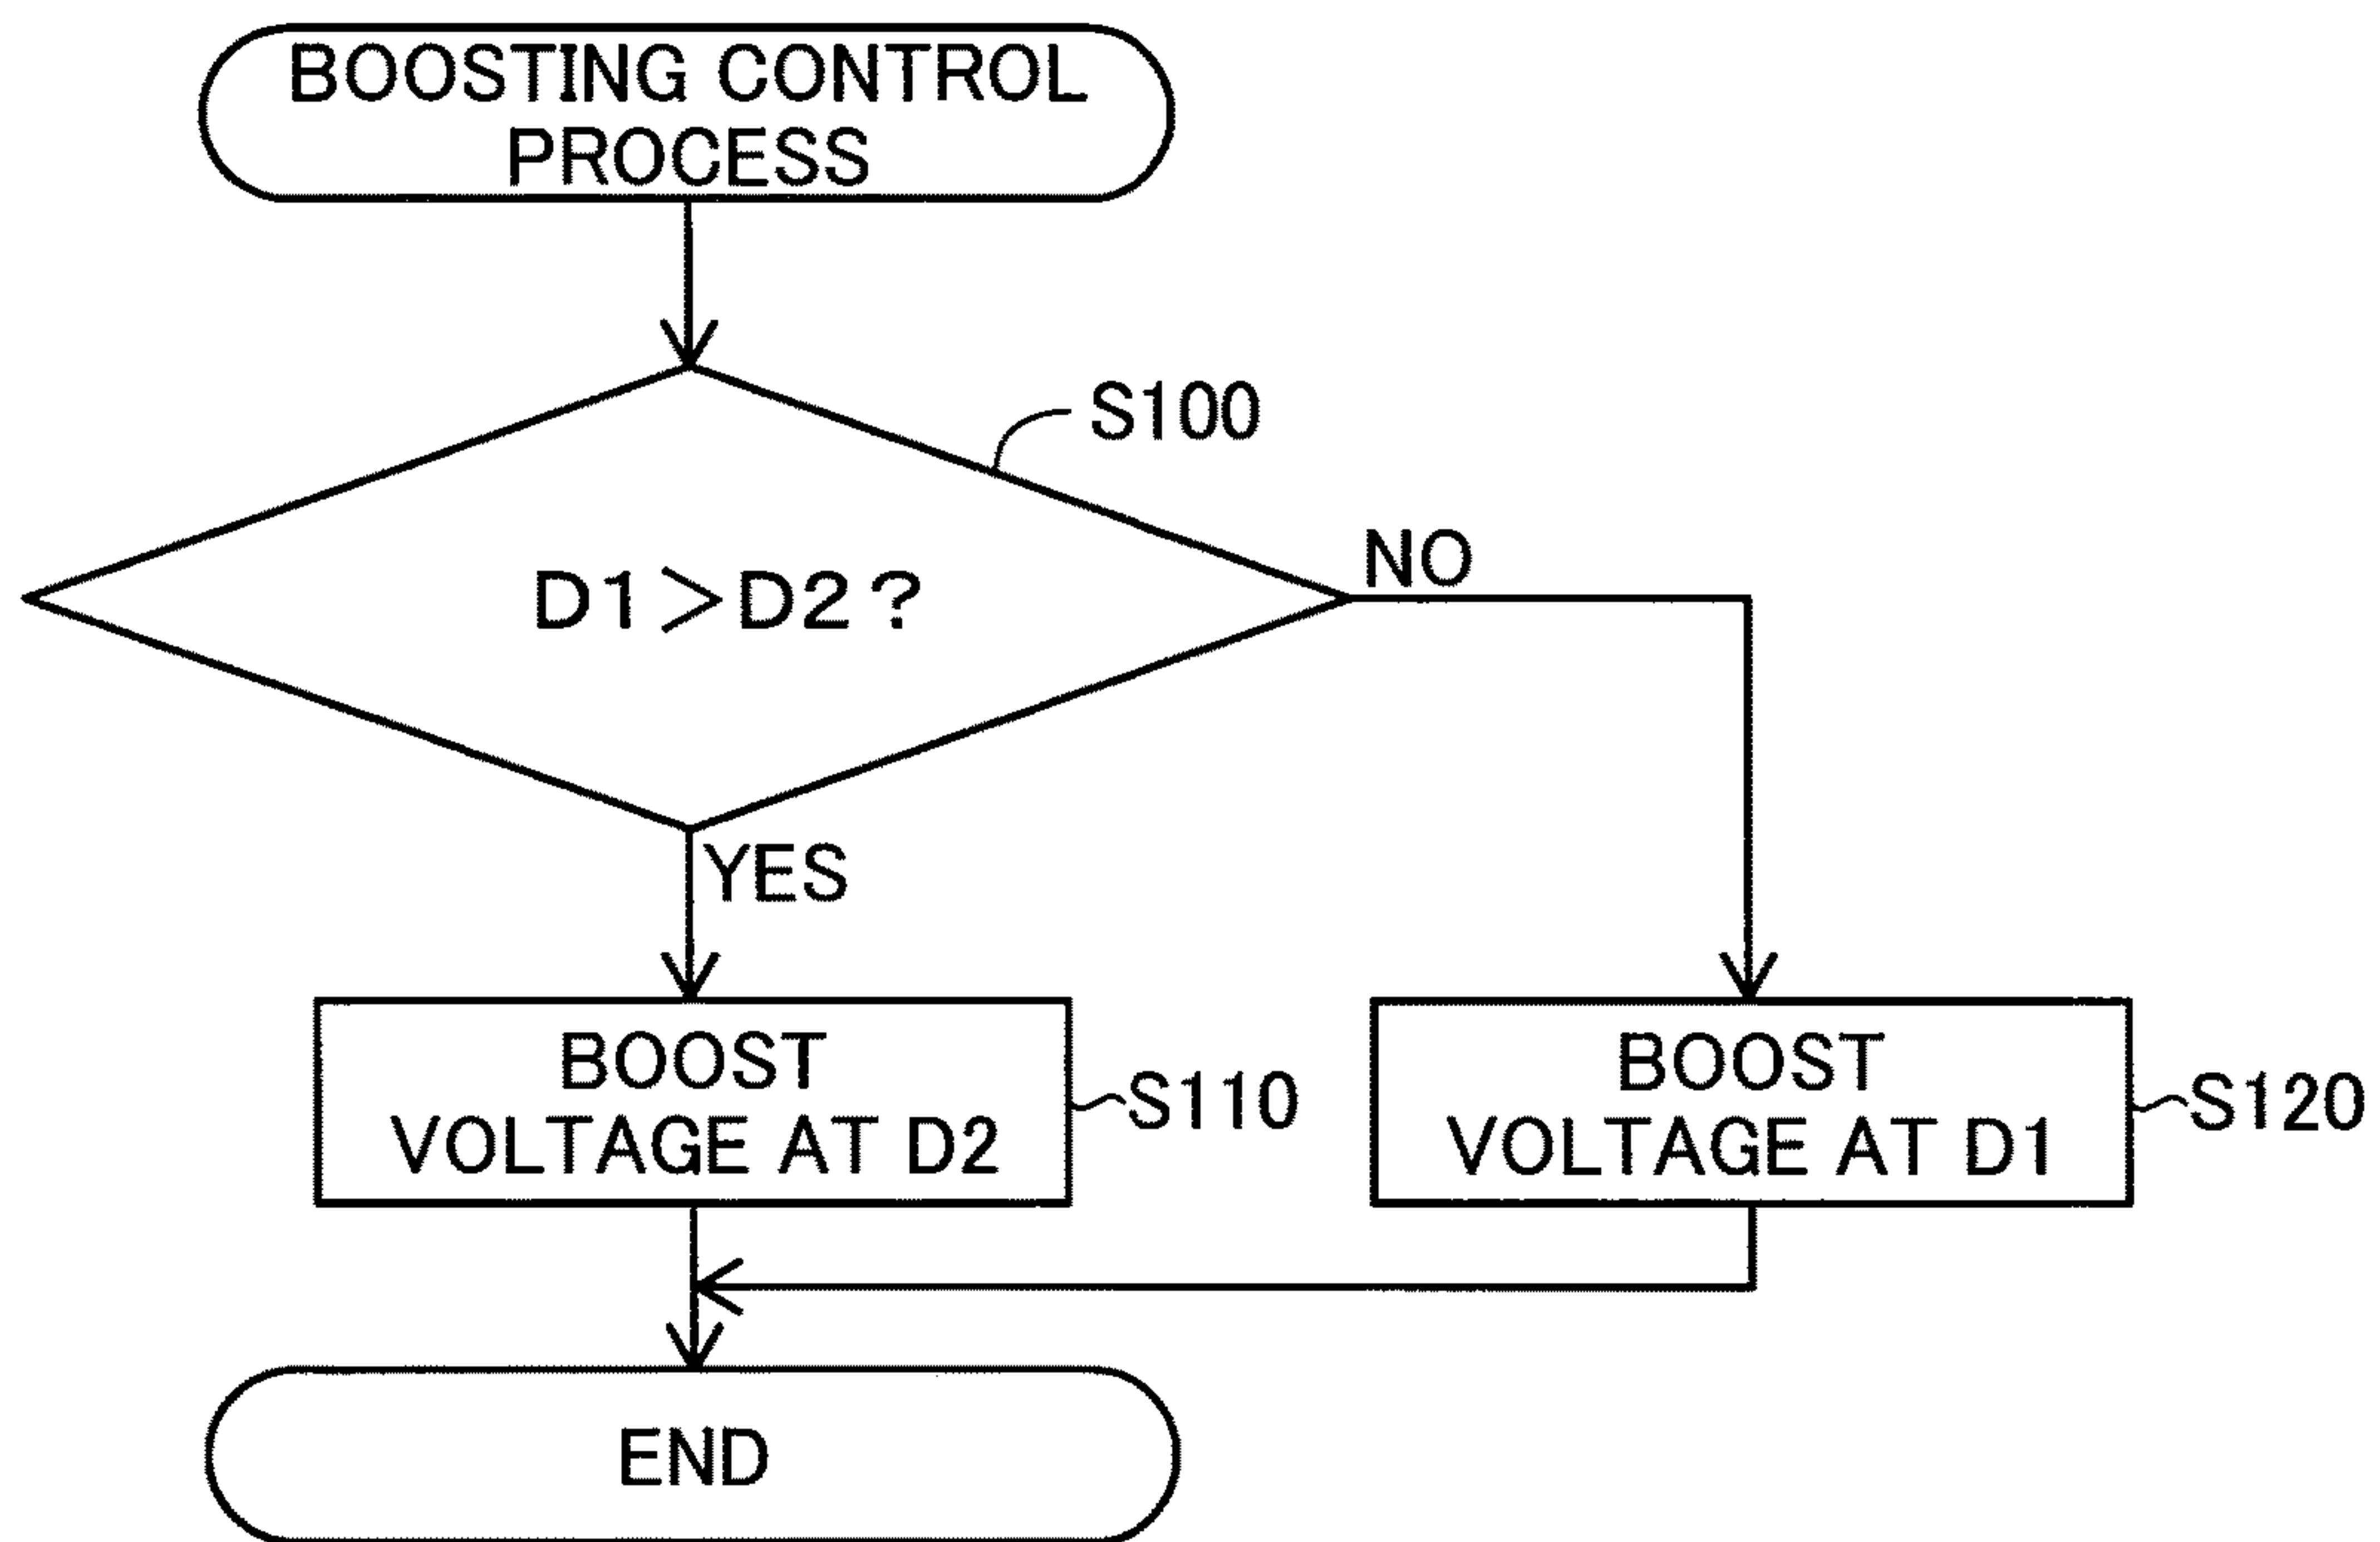 BOOSTING CONTROL
PROCESS
S100
D1>D2?
NO
YES
BOOST
VOLTAGE AT D2
S110
BOOST
VOLTAGE AT D1
S120
END